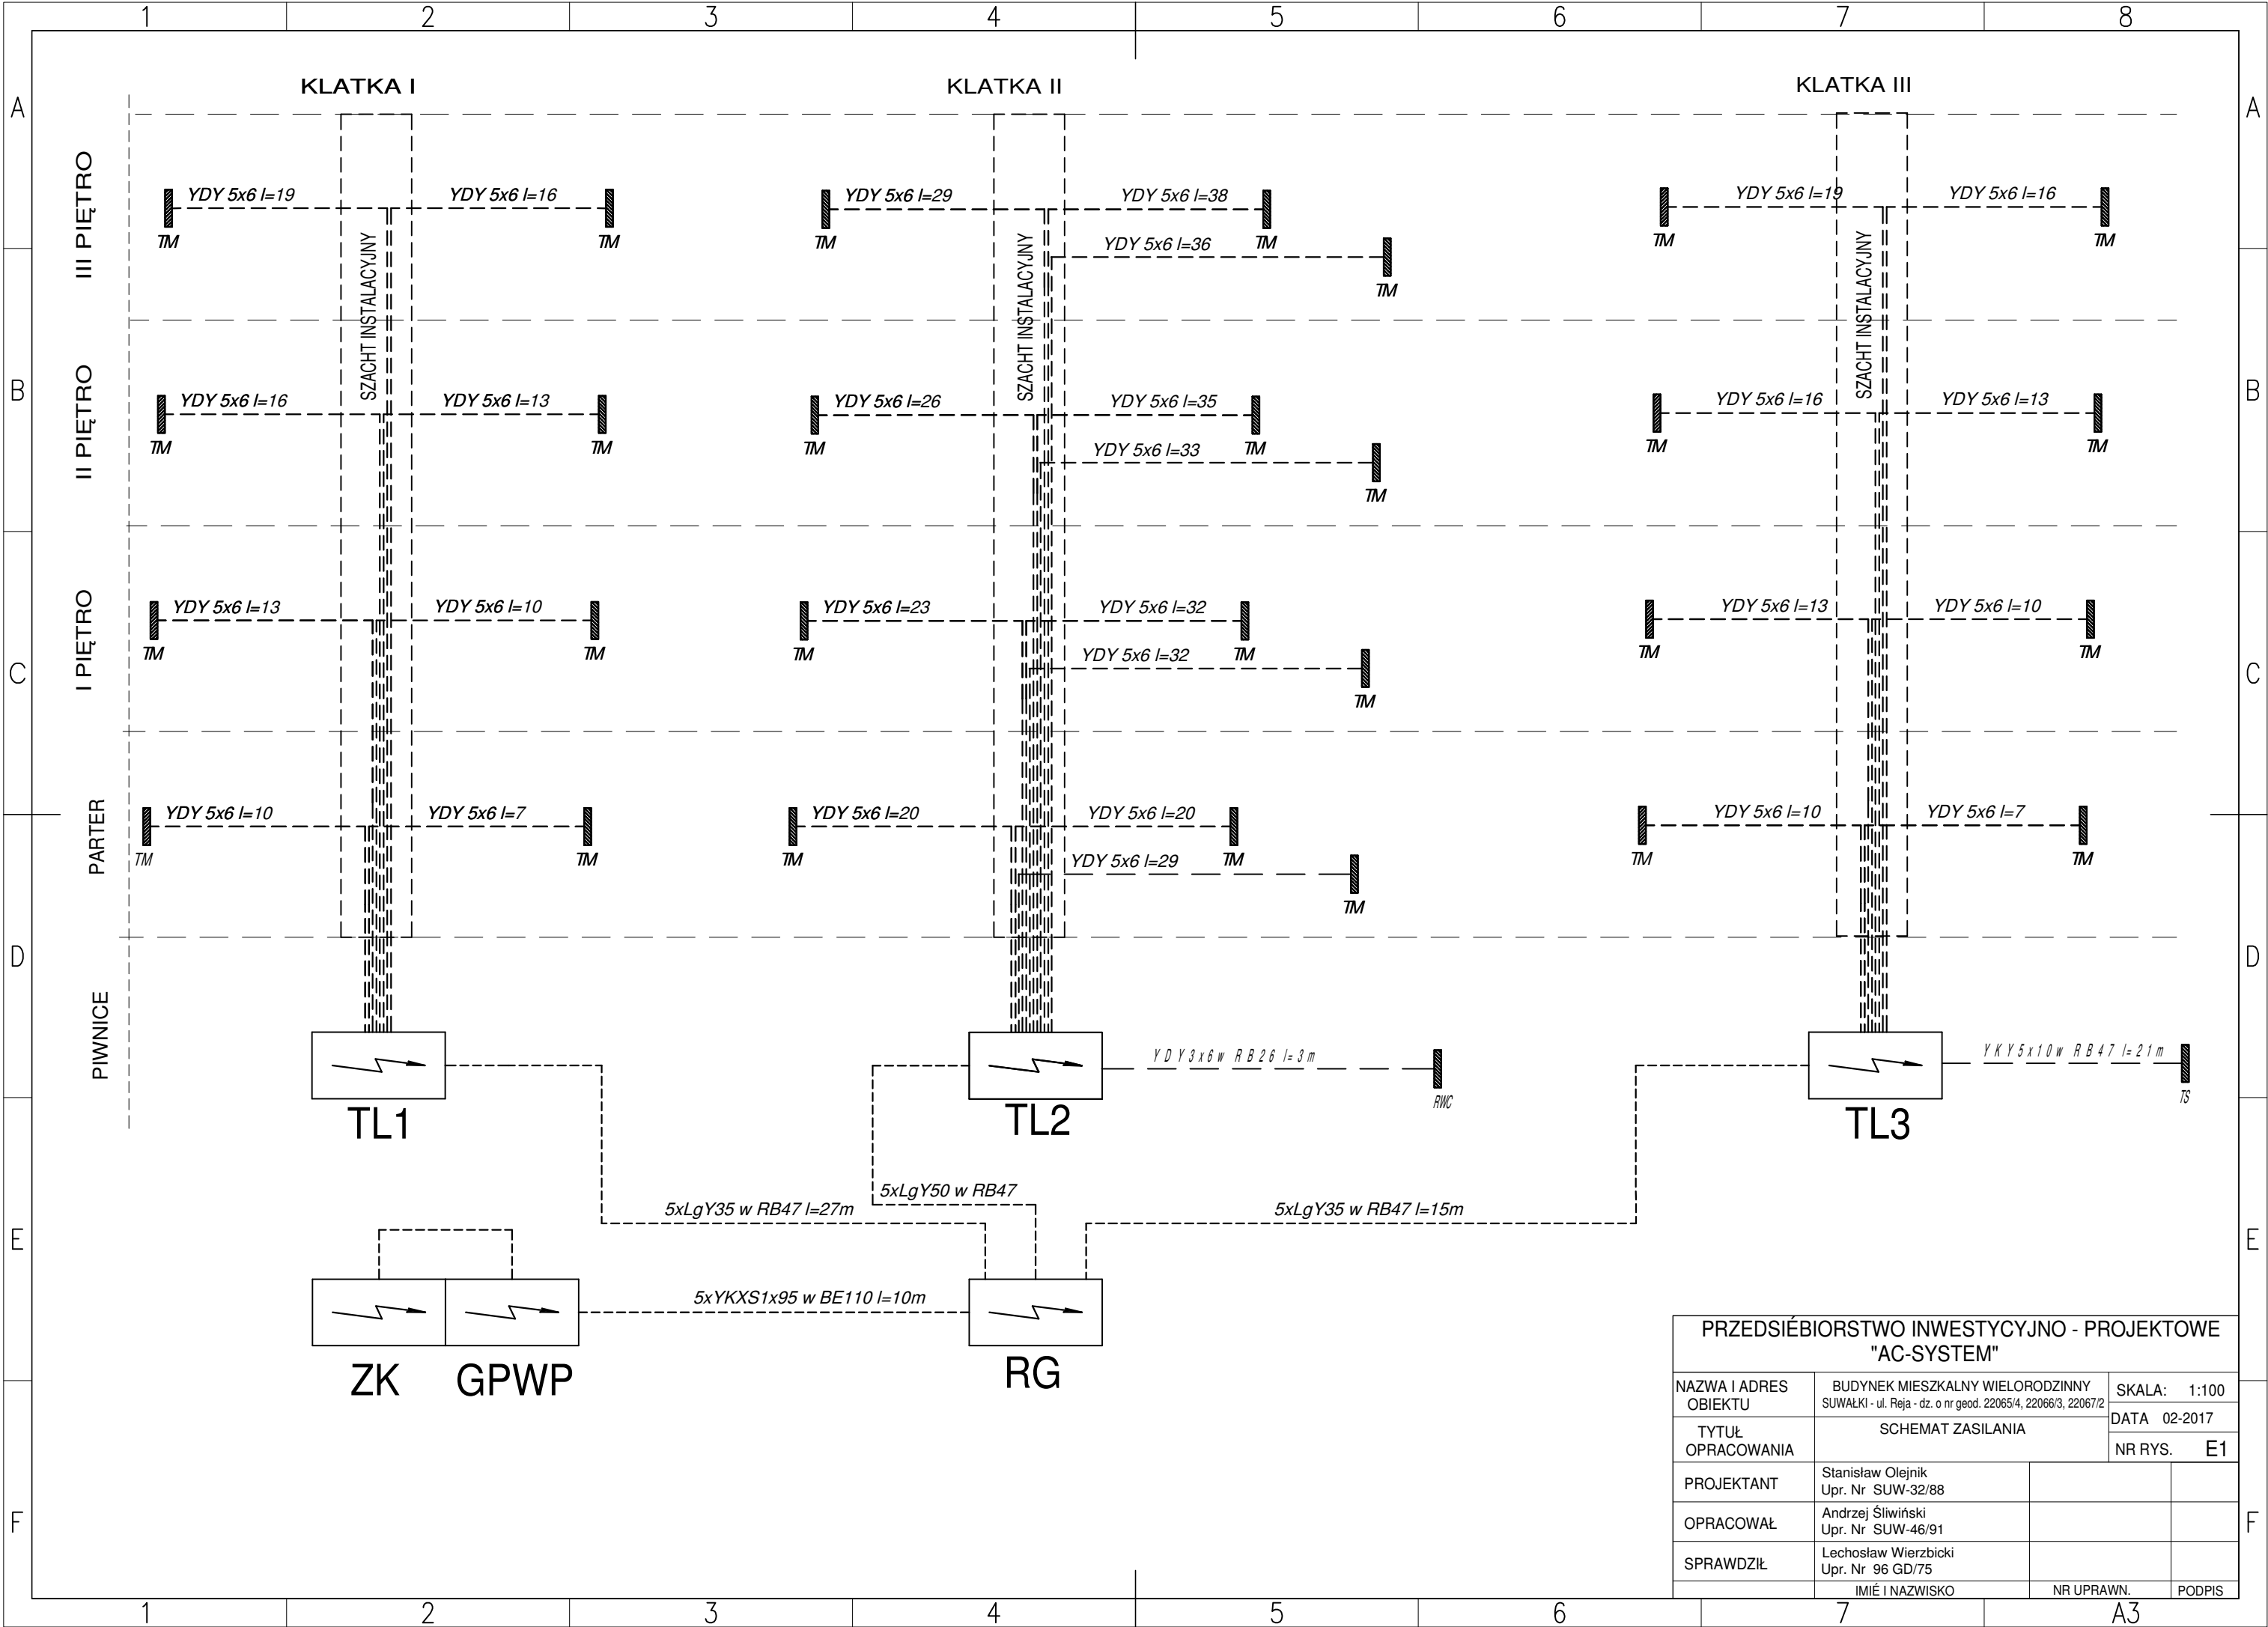 1 2 3 4 5 6 7 8
KLATKA I KLATKA II KLATKA III
A A
III PIĘTRO
YDY 5x6 l=19 YDY 5x6 l=16 YDY 5x6 l=29 YDY 5x6 l=38 YDY 5x6 l=19 YDY 5x6 l=16
TM TM TM TM TM TM
YDY 5x6 l=36
TM
SZACHT INSTALACYJNY SZACHT INSTALACYJNY SZACHT INSTALACYJNY
B B
II PIĘTRO
YDY 5x6 l=16 YDY 5x6 l=13 YDY 5x6 l=26 YDY 5x6 l=35 YDY 5x6 l=16 YDY 5x6 l=13
TM TM TM TM TM TM
YDY 5x6 l=33
TM
I PIĘTRO
YDY 5x6 l=13 YDY 5x6 l=10 YDY 5x6 l=23 YDY 5x6 l=32 YDY 5x6 l=13 YDY 5x6 l=10
TM TM TM TM TM TM
YDY 5x6 l=32
TM
C C
PARTER
YDY 5x6 l=10 YDY 5x6 l=7 YDY 5x6 l=20 YDY 5x6 l=20 YDY 5x6 l=10 YDY 5x6 l=7
TM TM TM TM TM TM
YDY 5x6 l=29
TM
D D
PIWNICE
YDY3x6w RB26 l=3m
RWC
YKY5x10w RB47 l=21m
TS
TL1 TL2 TL3
5xLgY35 w RB47 l=27m
5xLgY50 w RB47
5xLgY35 w RB47 l=15m
E E
5xYKXS1x95 w BE110 l=10m
ZK GPWP RG
F F
PRZEDSIÉBIORSTWO INWESTYCYJNO - PROJEKTOWE
"AC-SYSTEM"
NAZWA I ADRES
OBIEKTU
BUDYNEK MIESZKALNY WIELORODZINNY
SUWAŁKI - ul. Reja - dz. o nr geod. 22065/4, 22066/3, 22067/2
SKALA: 1:100
DATA 02-2017
TYTUŁ
OPRACOWANIA
SCHEMAT ZASILANIA
NR RYS. E1
PROJEKTANT
Stanisław Olejnik
Upr. Nr SUW-32/88
OPRACOWAŁ
Andrzej Śliwiński
Upr. Nr SUW-46/91
SPRAWDZIŁ
Lechosław Wierzbicki
Upr. Nr 96 GD/75
IMIÉ I NAZWISKO NR UPRAWN. PODPIS
1 2 3 4 5 6 7 A3